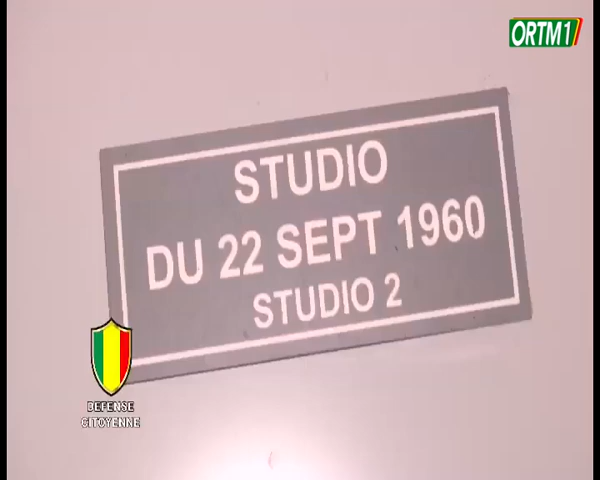 ORTM1
STUDIO
DU 22 SEPT 1960
STUDIO 2
DEFENSE
CITOYENNE